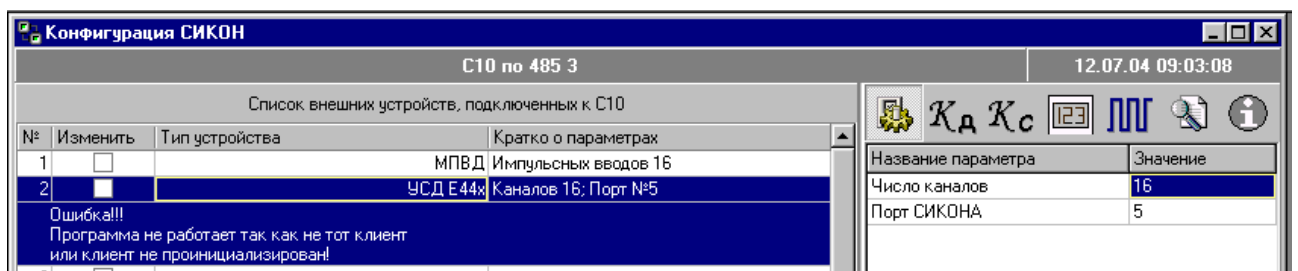 Конфигурация СИКОН
С10 по 485 3 12.07.04 09:03:08
Список внешних устройств, подключенных к С10
Kд Kс 123
№ Изменить Тип устройства Кратко о параметрах
Название параметра Значение
1 МПВД Импульсных вводов 16
Число каналов 16
2 УСД Е44х Каналов 16; Порт №5
Порт СИКОНА 5
Ошибка!!!
Программа не работает так как не тот клиент
или клиент не проинициализирован!